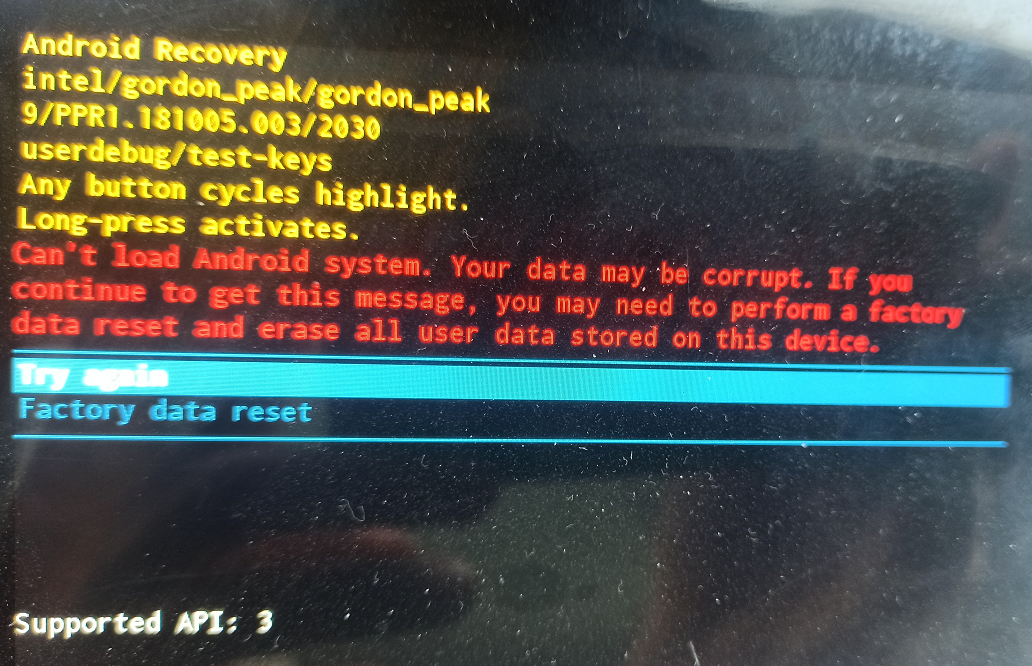 Android Recovery
intel/gordon_peak/gordon_peak
9/PPR1.181005.003/2030
userdebug/test-keys
Any button cycles highlight.
Long-press activates.
Can't load Android system. Your data may be corrupt. If you
continue to get this message, you may need to perform a factory
data reset and erase all user data stored on this device.
Try again
Factory data reset
Supported API: 3